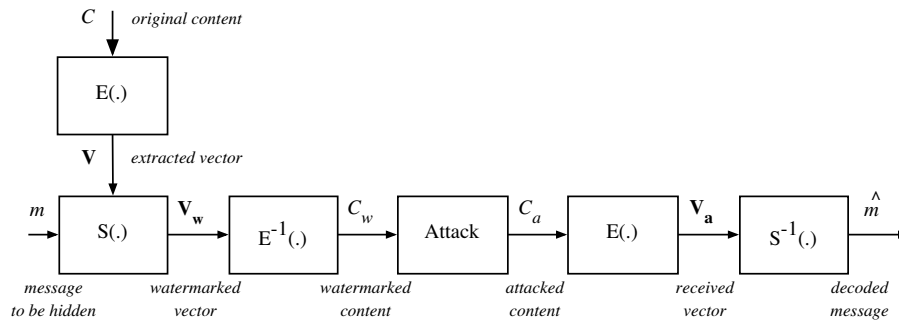 C original content
E(.)
V extracted vector
m V_w C_w C_a V_a m̂
S(.) E^-1(.) Attack E(.) S^-1(.)
message watermarked watermarked attacked received decoded
to be hidden vector content content vector message